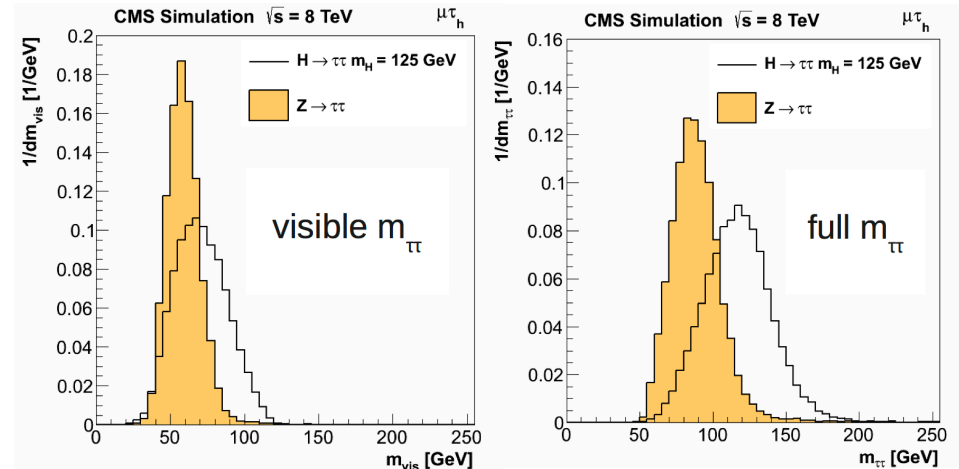 CMS Simulation √s = 8 TeV μτh
1/dmvis [1/GeV]
0.2
0.18
0.16
0.14
0.12
0.1
0.08
0.06
0.04
0.02
0
H → ττ mH = 125 GeV
Z → ττ
visible mττ
0 50 100 150 200 250
mvis [GeV]
CMS Simulation √s = 8 TeV μτh
1/dmττ [1/GeV]
0.16
0.14
0.12
0.1
0.08
0.06
0.04
0.02
0
H → ττ mH = 125 GeV
Z → ττ
full mττ
0 50 100 150 200 250
mττ [GeV]